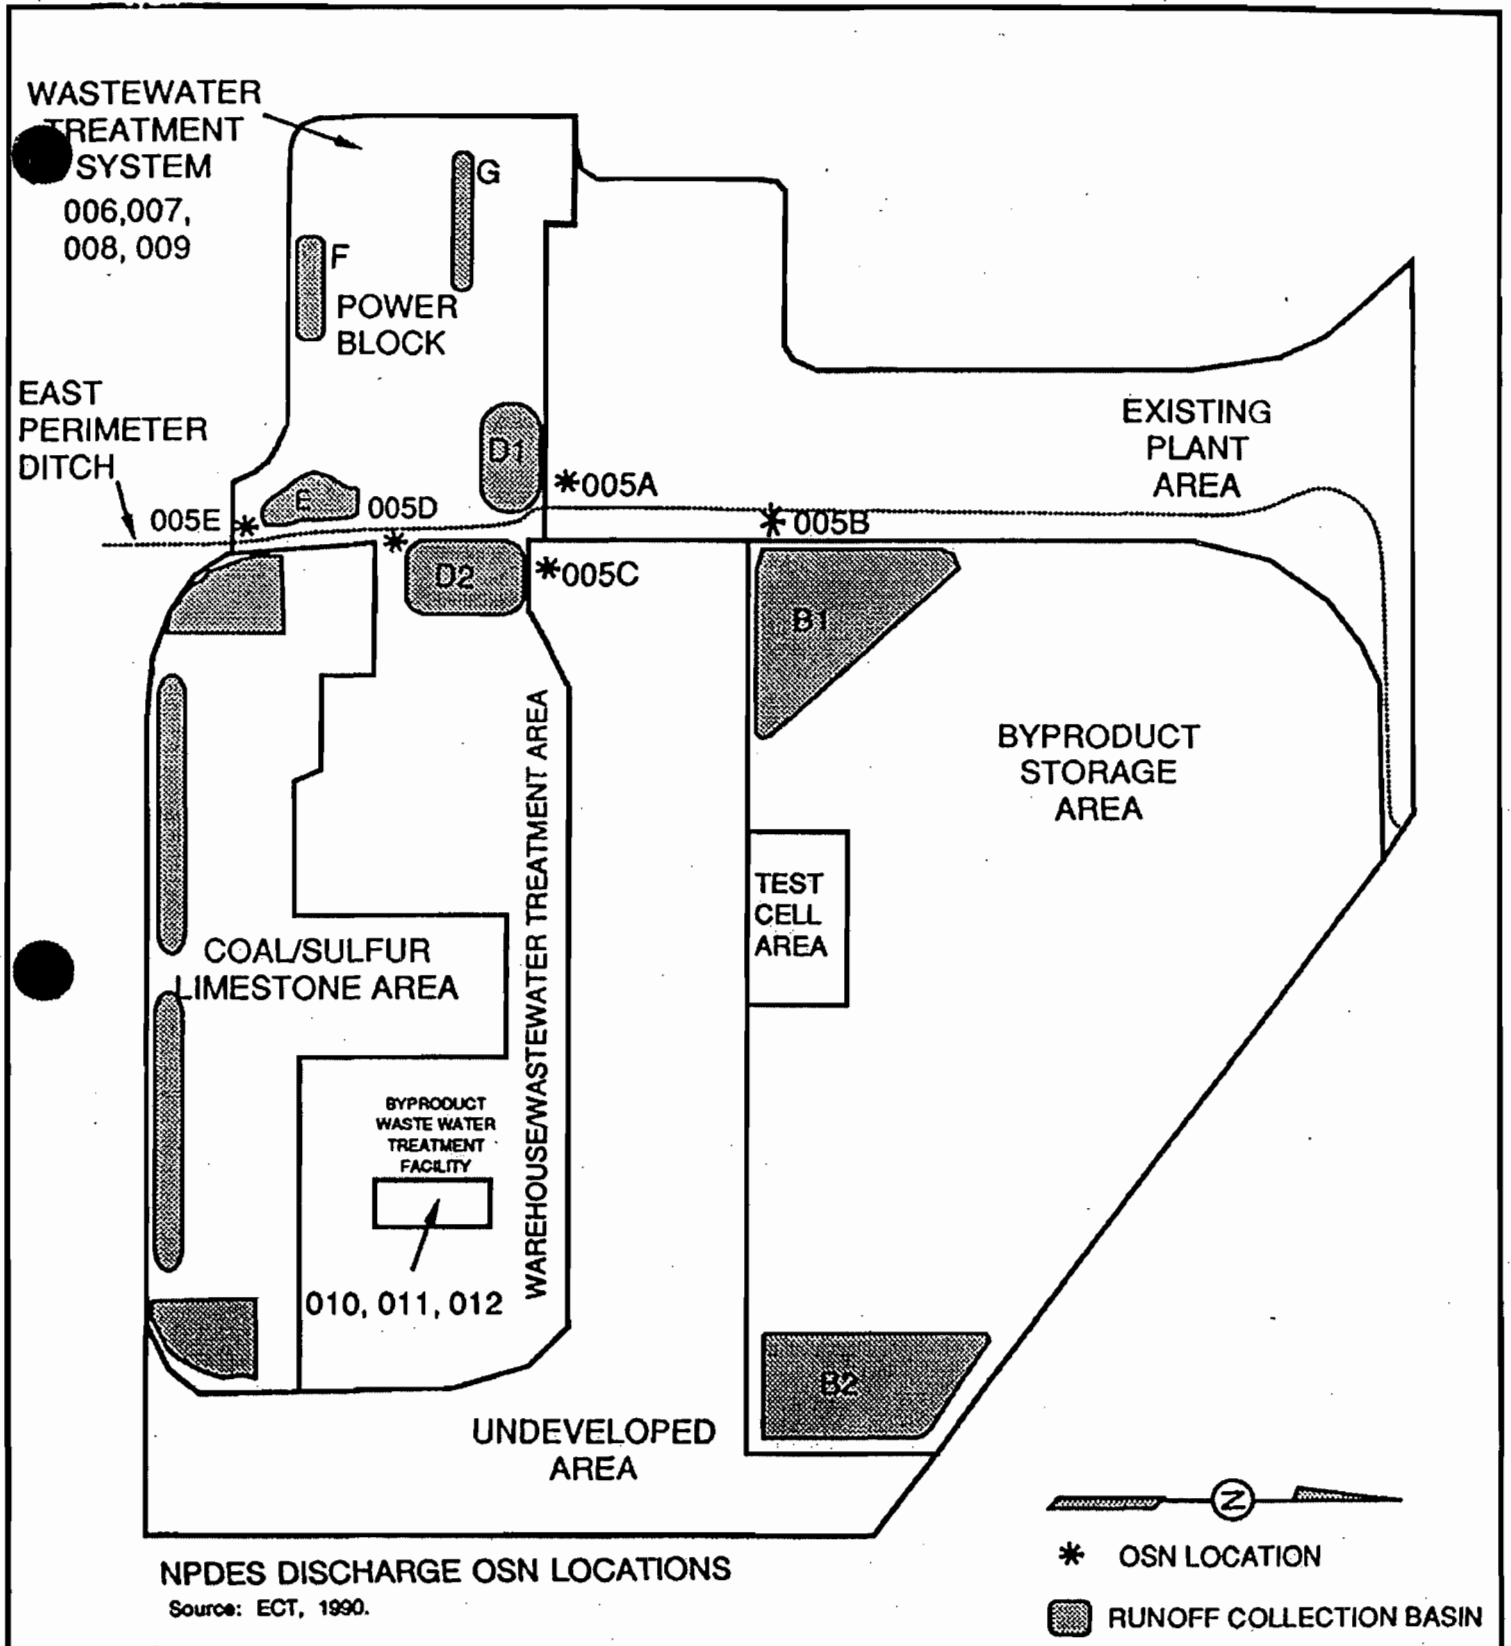 WASTEWATER
TREATMENT
SYSTEM
006,007,
008, 009
G
F
POWER
BLOCK
EAST
PERIMETER
DITCH
EXISTING
PLANT
AREA
D1
005A
E
005D
005E
005B
D2
005C
B1
BYPRODUCT
STORAGE
AREA
WAREHOUSE/WASTEWATER TREATMENT AREA
TEST
CELL
AREA
COAL/SULFUR
LIMESTONE AREA
BYPRODUCT
WASTE WATER
TREATMENT
FACILITY
010, 011, 012
B2
UNDEVELOPED
AREA
N
* OSN LOCATION
RUNOFF COLLECTION BASIN
NPDES DISCHARGE OSN LOCATIONS
Source: ECT, 1990.